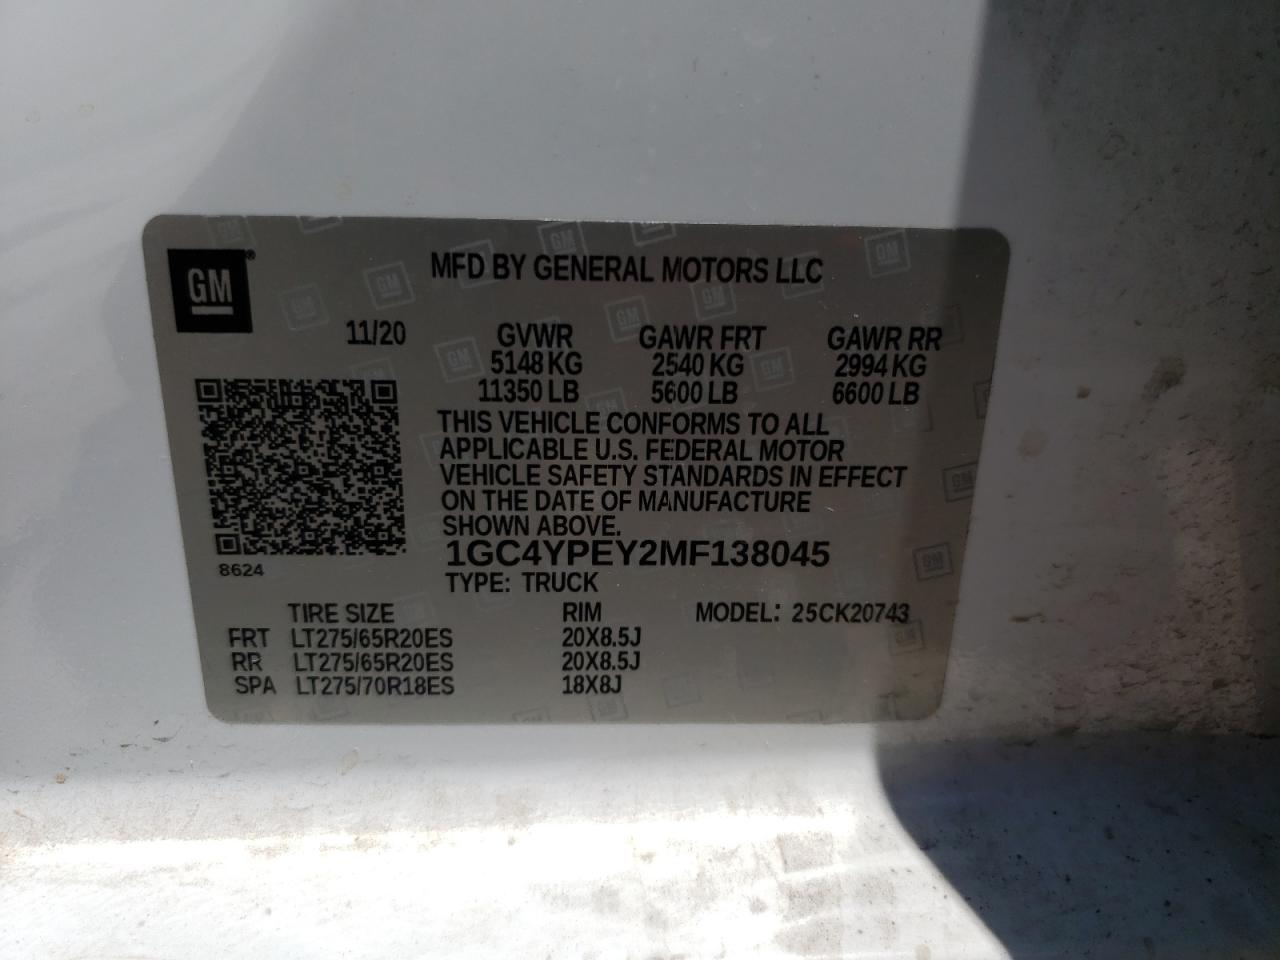 GM
MFD BY GENERAL MOTORS LLC
11/20 GVWR GAWR FRT GAWR RR
5148 KG 2540 KG 2994 KG
11350 LB 5600 LB 6600 LB
THIS VEHICLE CONFORMS TO ALL
APPLICABLE U.S. FEDERAL MOTOR
VEHICLE SAFETY STANDARDS IN EFFECT
ON THE DATE OF MANUFACTURE
SHOWN ABOVE.
8624
1GC4YPEY2MF138045
TYPE: TRUCK
TIRE SIZE RIM MODEL: 25CK20743
FRT LT275/65R20ES 20X8.5J
RR LT275/65R20ES 20X8.5J
SPA LT275/70R18ES 18X8J